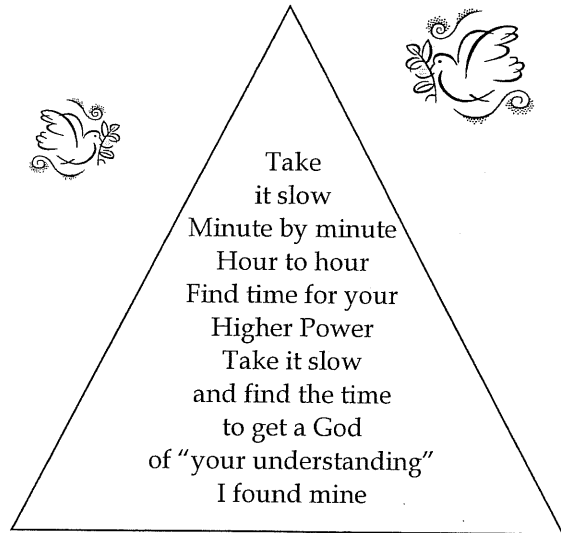 Take
it slow
Minute by minute
Hour to hour
Find time for your
Higher Power
Take it slow
and find the time
to get a God
of “your understanding”
I found mine